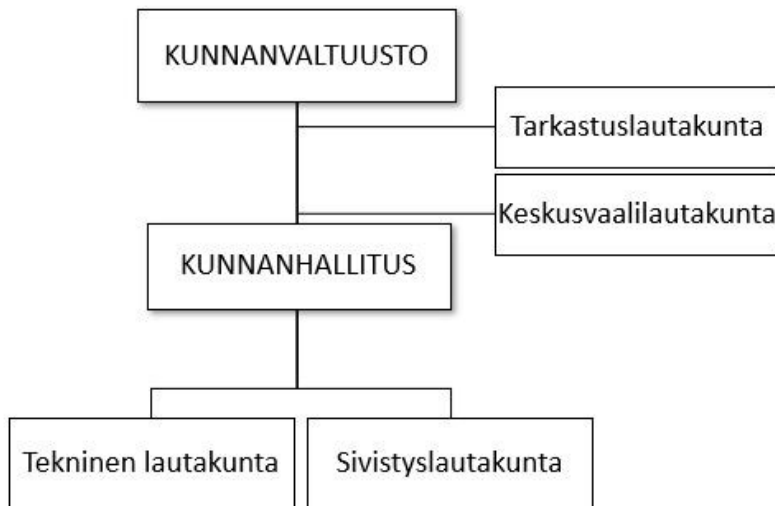 KUNNANVALTUUSTO
Tarkastuslautakunta
Keskusvaalilautakunta
KUNNANHALLITUS
Tekninen lautakunta
Sivistyslautakunta